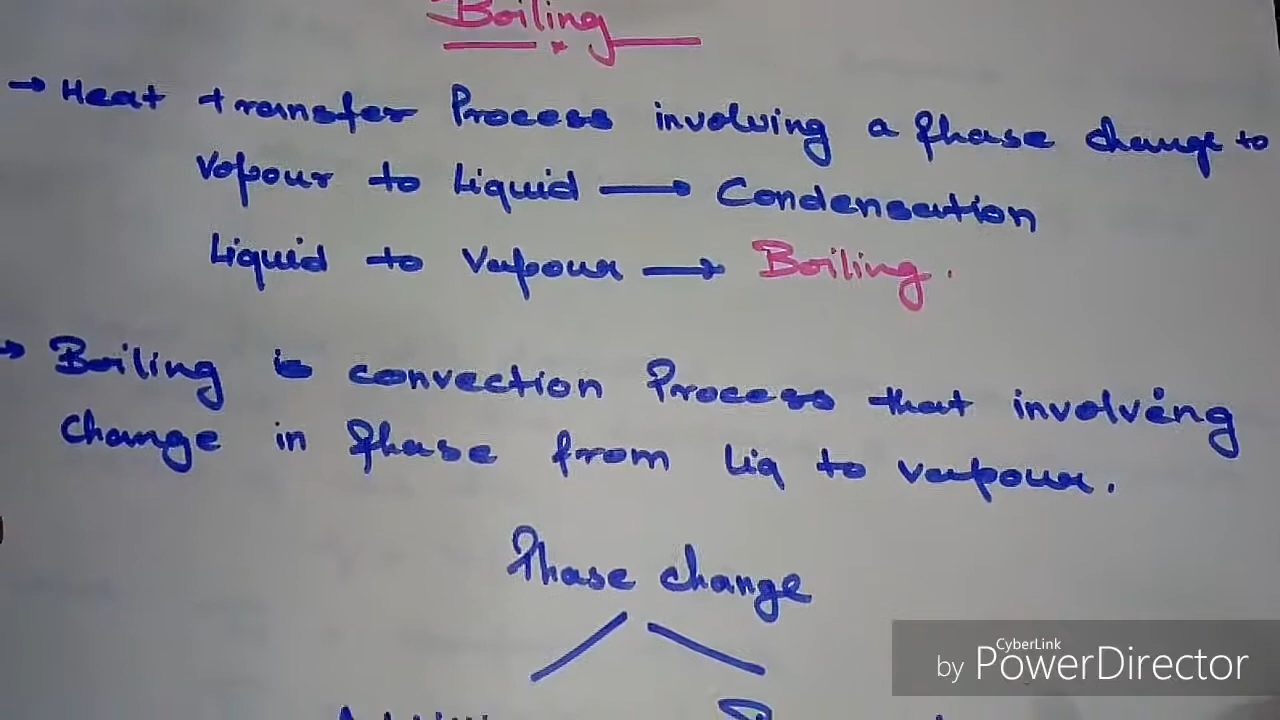 Boiling
→ Heat transfer Process involving a phase change to
Vapour to Liquid → Condensation
Liquid to Vapour → Boiling.
→ Boiling is convection Process that involving
change in phase from liq to vapour.
Phase change
CyberLink
by PowerDirector